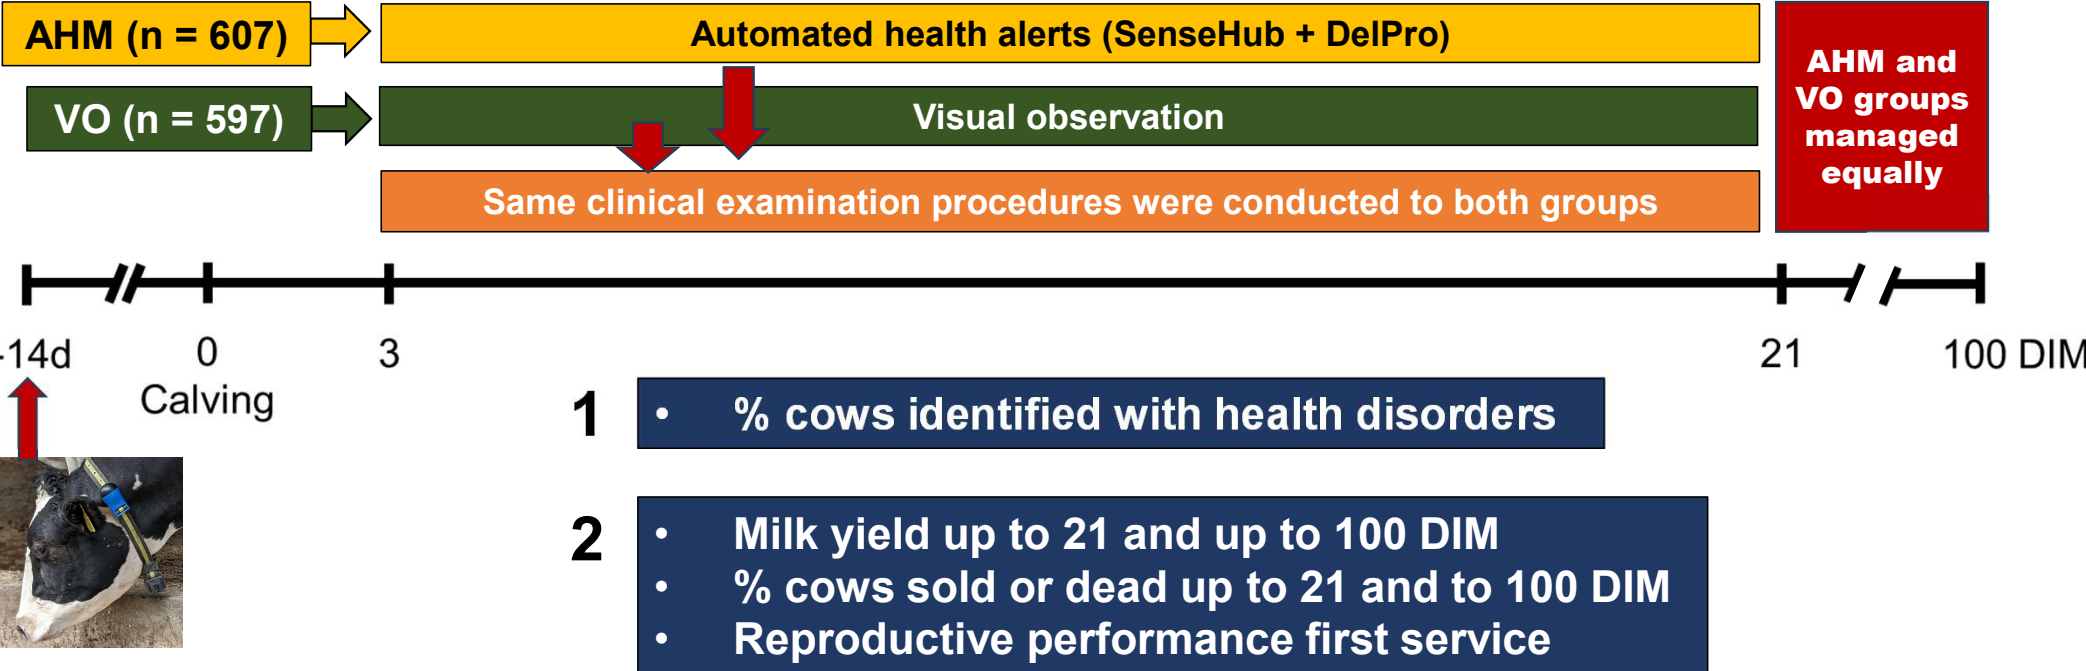 AHM (n = 607)
Automated health alerts (SenseHub + DelPro)
VO (n = 597)
Visual observation
Same clinical examination procedures were conducted to both groups
AHM and
VO groups
managed
equally
-14d
0
3
21
100 DIM
Calving
1
• % cows identified with health disorders
2
• Milk yield up to 21 and up to 100 DIM
• % cows sold or dead up to 21 and to 100 DIM
• Reproductive performance first service